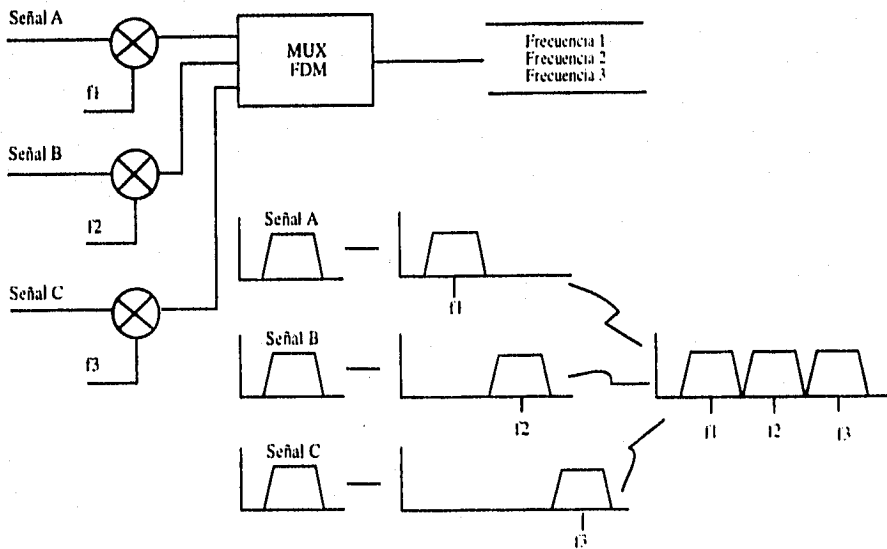 Señal A
f1
Señal B
f2
Señal C
f3
MUX
FDM
Frecuencia 1
Frecuencia 2
Frecuencia 3
Señal A
f1
Señal B
f2
Señal C
f3
f1
f2
f3